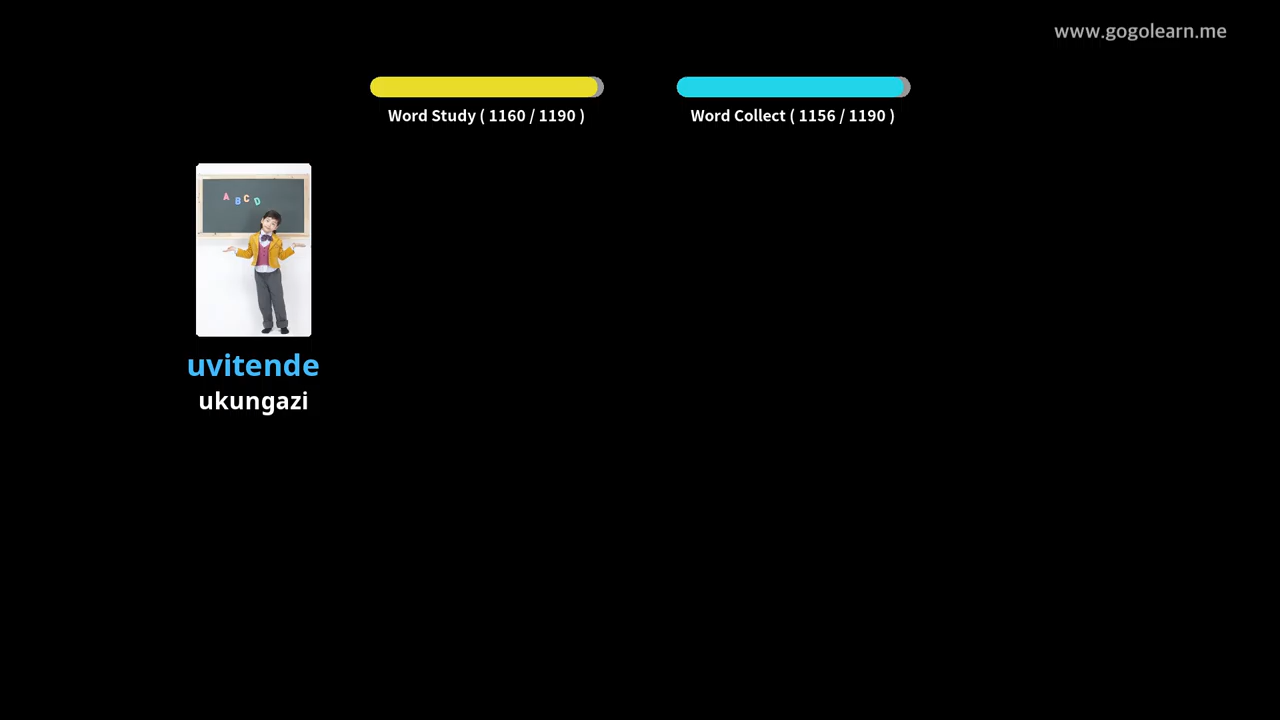 www.gogolearn.me
Word Study ( 1160 / 1190 )
Word Collect ( 1156 / 1190 )
A B C D
uvitende
ukungazi